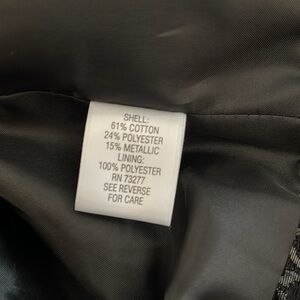 SHELL:
61% COTTON
24% POLYESTER
15% METALLIC
LINING:
100% POLYESTER
RN 73277
SEE REVERSE
FOR CARE